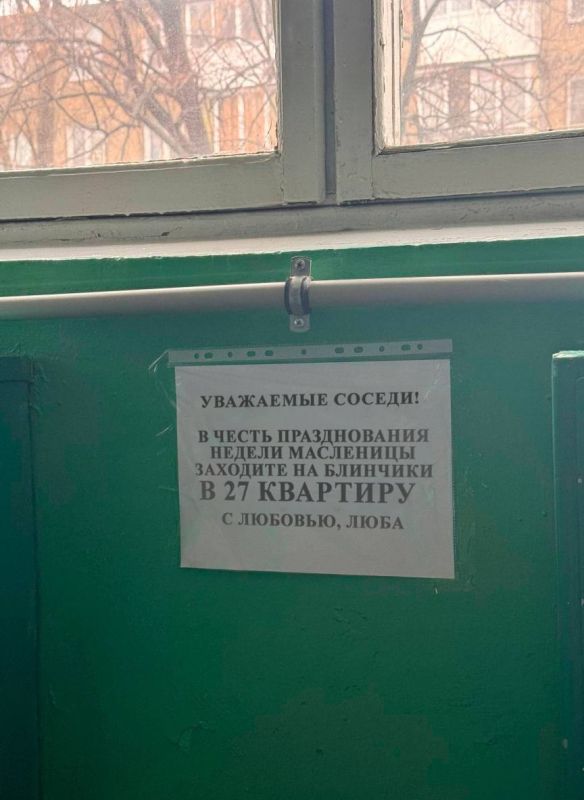 УВАЖАЕМЫЕ СОСЕДИ!
В ЧЕСТЬ ПРАЗДНОВАНИЯ
НЕДЕЛИ МАСЛЕНИЦЫ
ЗАХОДИТЕ НА БЛИНЧИКИ
В 27 КВАРТИРУ
С ЛЮБОВЬЮ, ЛЮБА